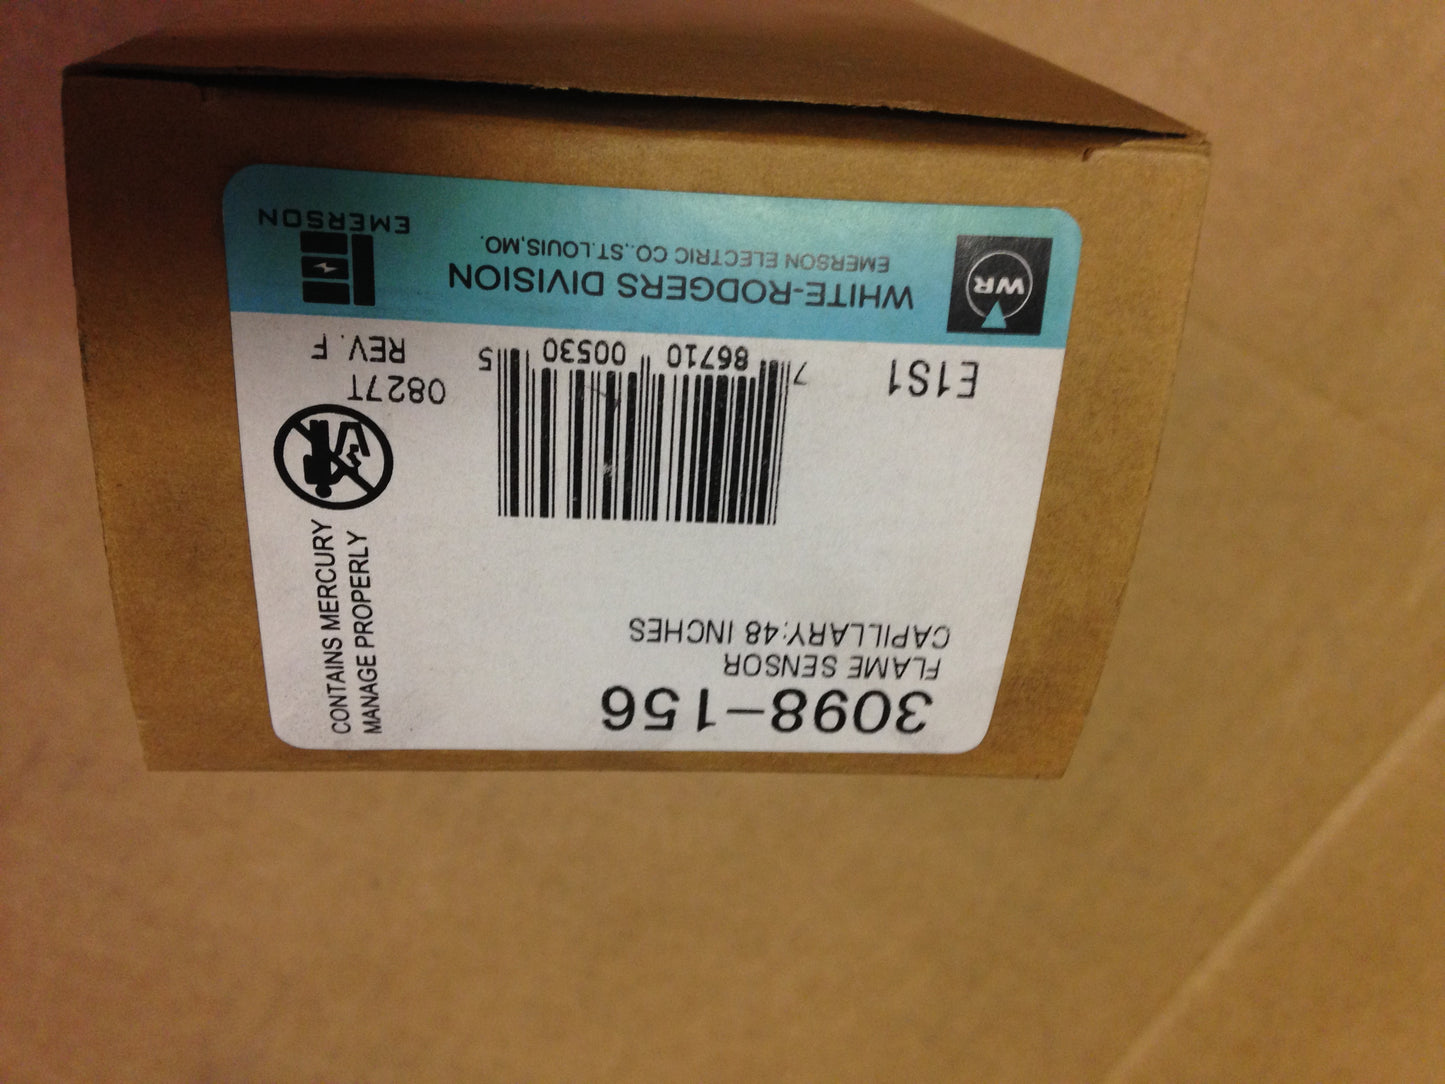 WR
WHITE-RODGERS DIVISION
EMERSON ELECTRIC CO., ST. LOUIS, MO.
EMERSON
E1S1
7 86710 00530 5
REV. F
0827T
CAPILLARY:48 INCHES
FLAME SENSOR
3098-156
CONTAINS MERCURY
MANAGE PROPERLY